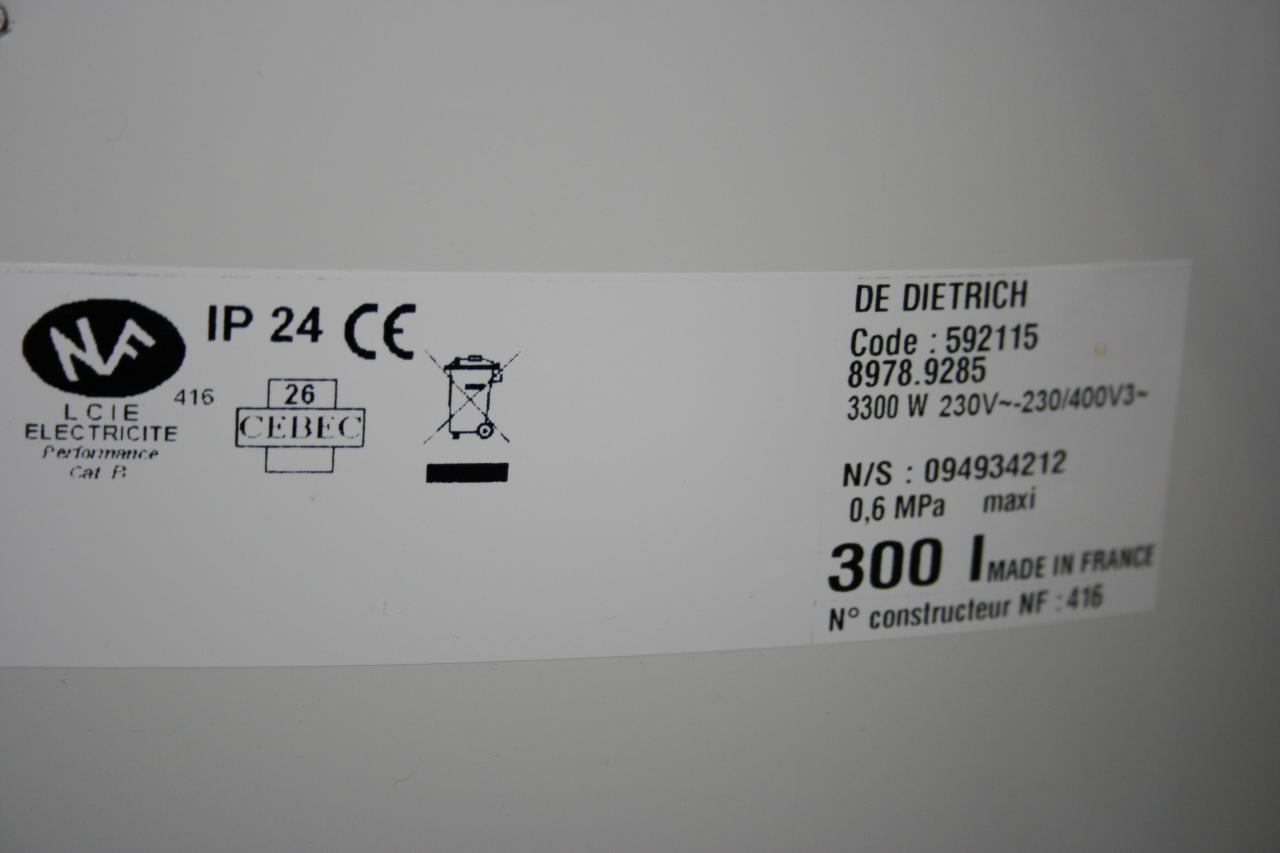 NF
IP 24 CE
416
LCIE
ELECTRICITE
Performance
Cat B
26
CEBEC
DE DIETRICH
Code : 592115
8978.9285
3300 W 230V~-230/400V3~
N/S : 094934212
0,6 MPa maxi
300 l MADE IN FRANCE
N° constructeur NF : 416